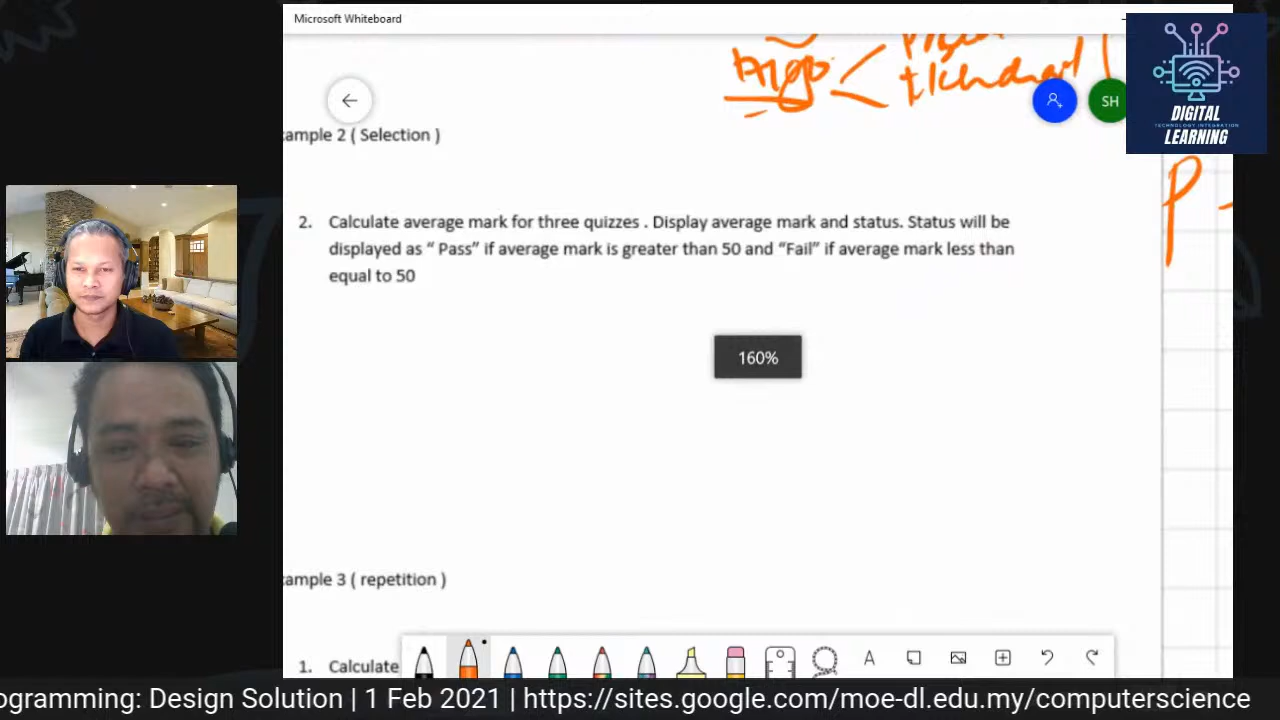 Microsoft Whiteboard
Algo
SH
DIGITAL
TECHNOLOGY INTEGRATION
LEARNING
ample 2 ( Selection )
P -
2. Calculate average mark for three quizzes . Display average mark and status. Status will be
displayed as “ Pass” if average mark is greater than 50 and “Fail” if average mark less than
equal to 50
160%
ample 3 ( repetition )
1. Calculate
A
ogramming: Design Solution | 1 Feb 2021 | https://sites.google.com/moe-dl.edu.my/computerscience